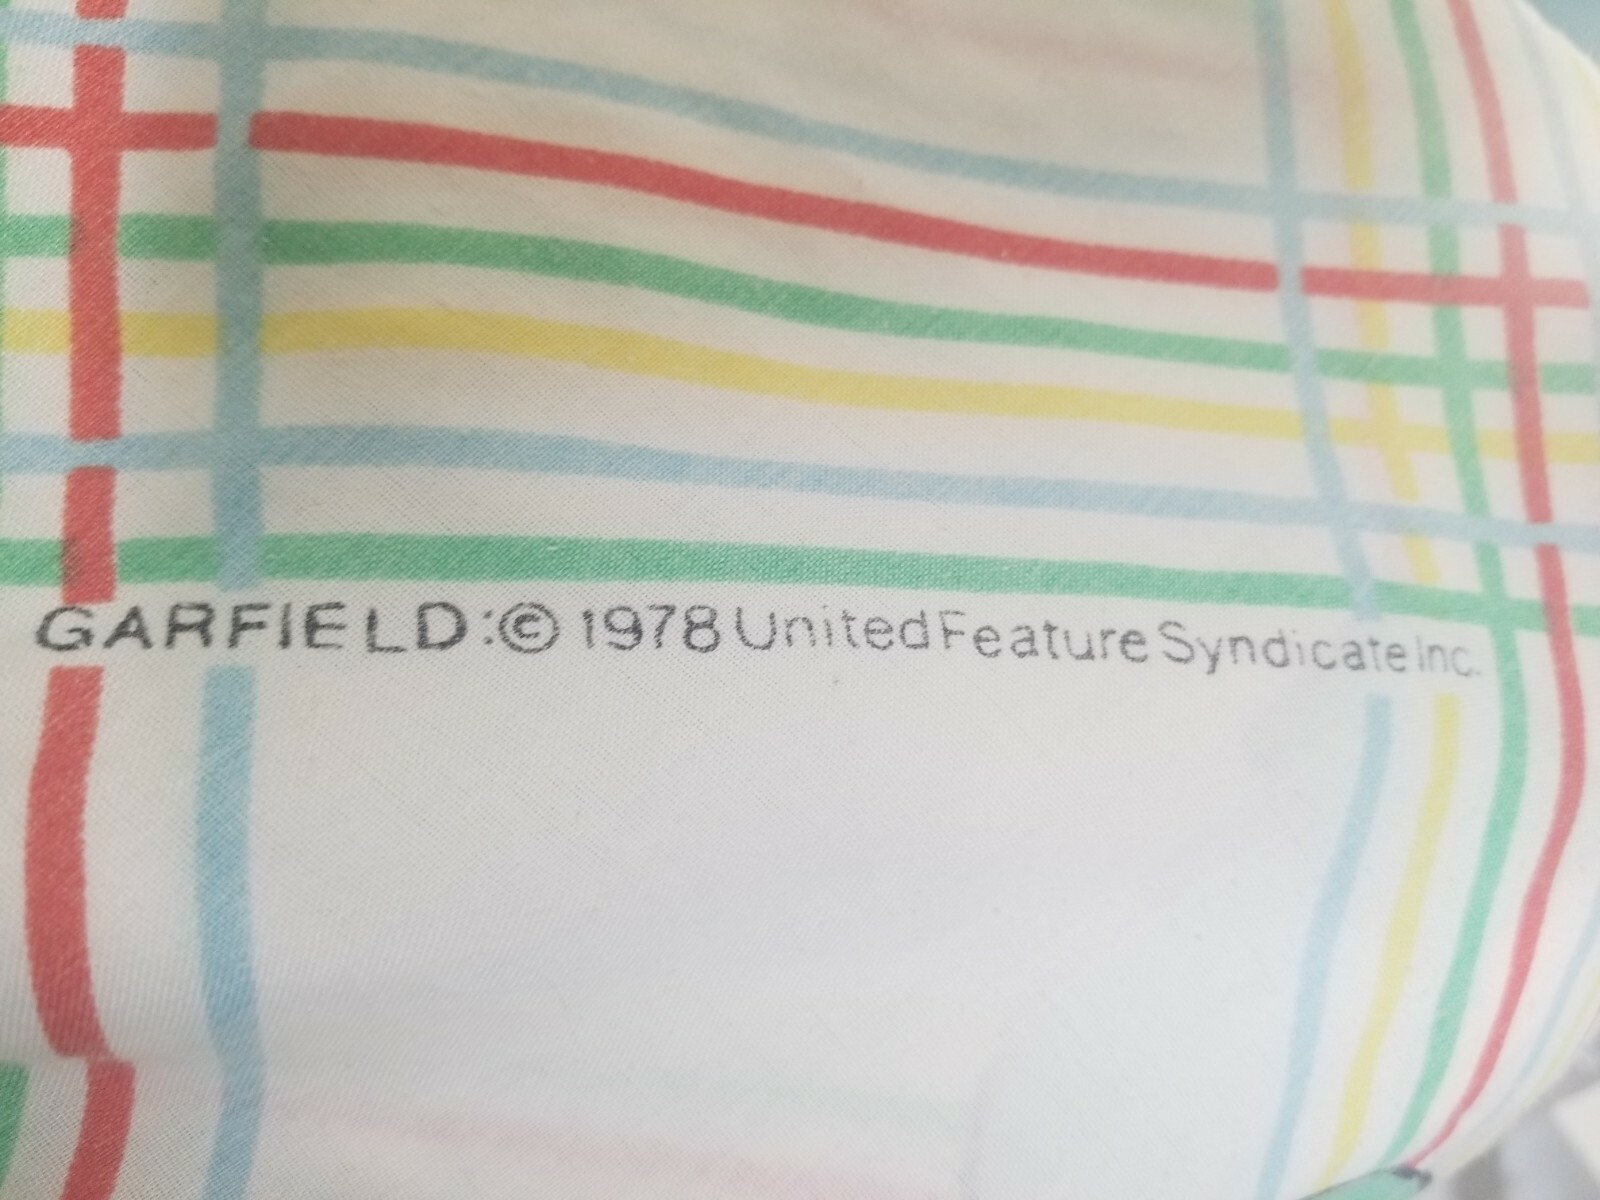 GARFIELD:© 1978 United Feature Syndicate Inc.